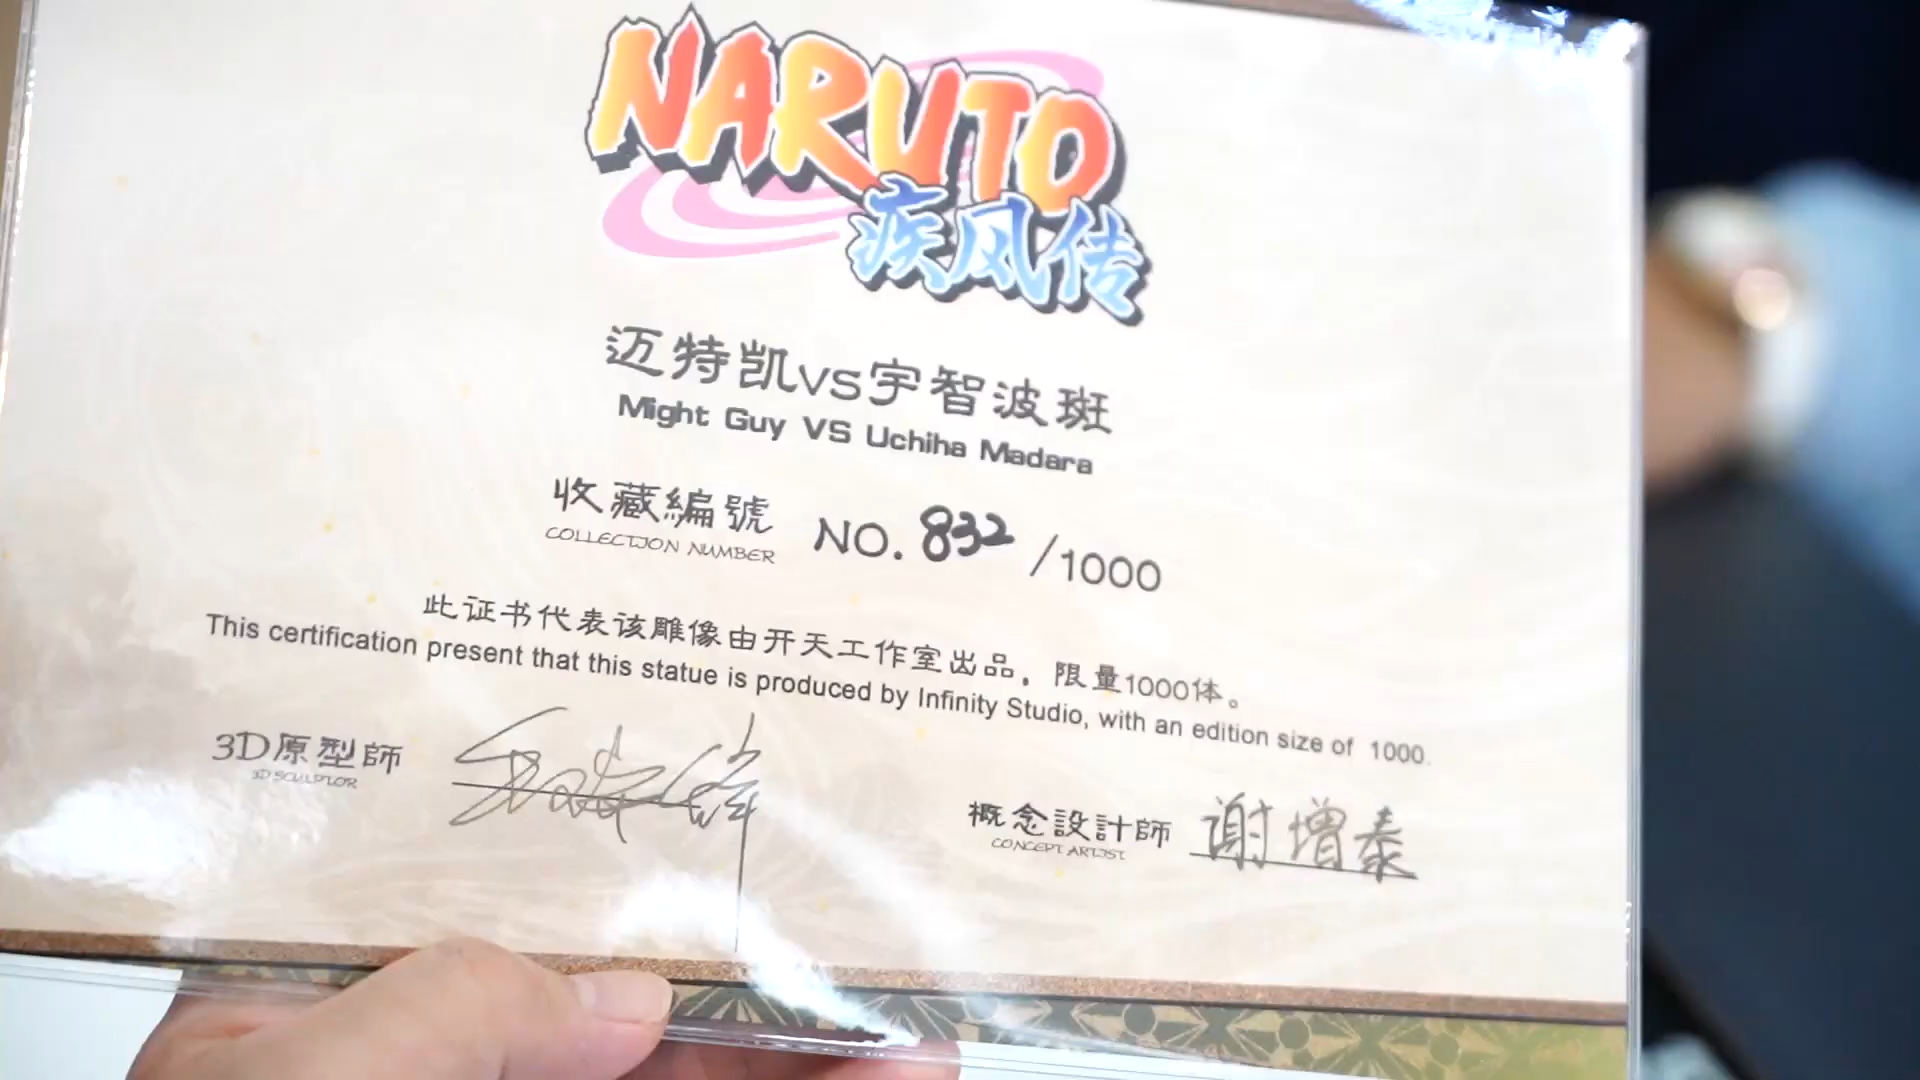 NARUTO
疾风传
迈特凯VS宇智波斑
Might Guy VS Uchiha Madara
收藏編號 NO. 832 /1000
COLLECTION NUMBER
此证书代表该雕像由开天工作室出品，限量1000体。
This certification present that this statue is produced by Infinity Studio, with an edition size of 1000.
3D原型師
3D SCULPTOR
概念設計師 谢增泰
CONCEPT ARTIST